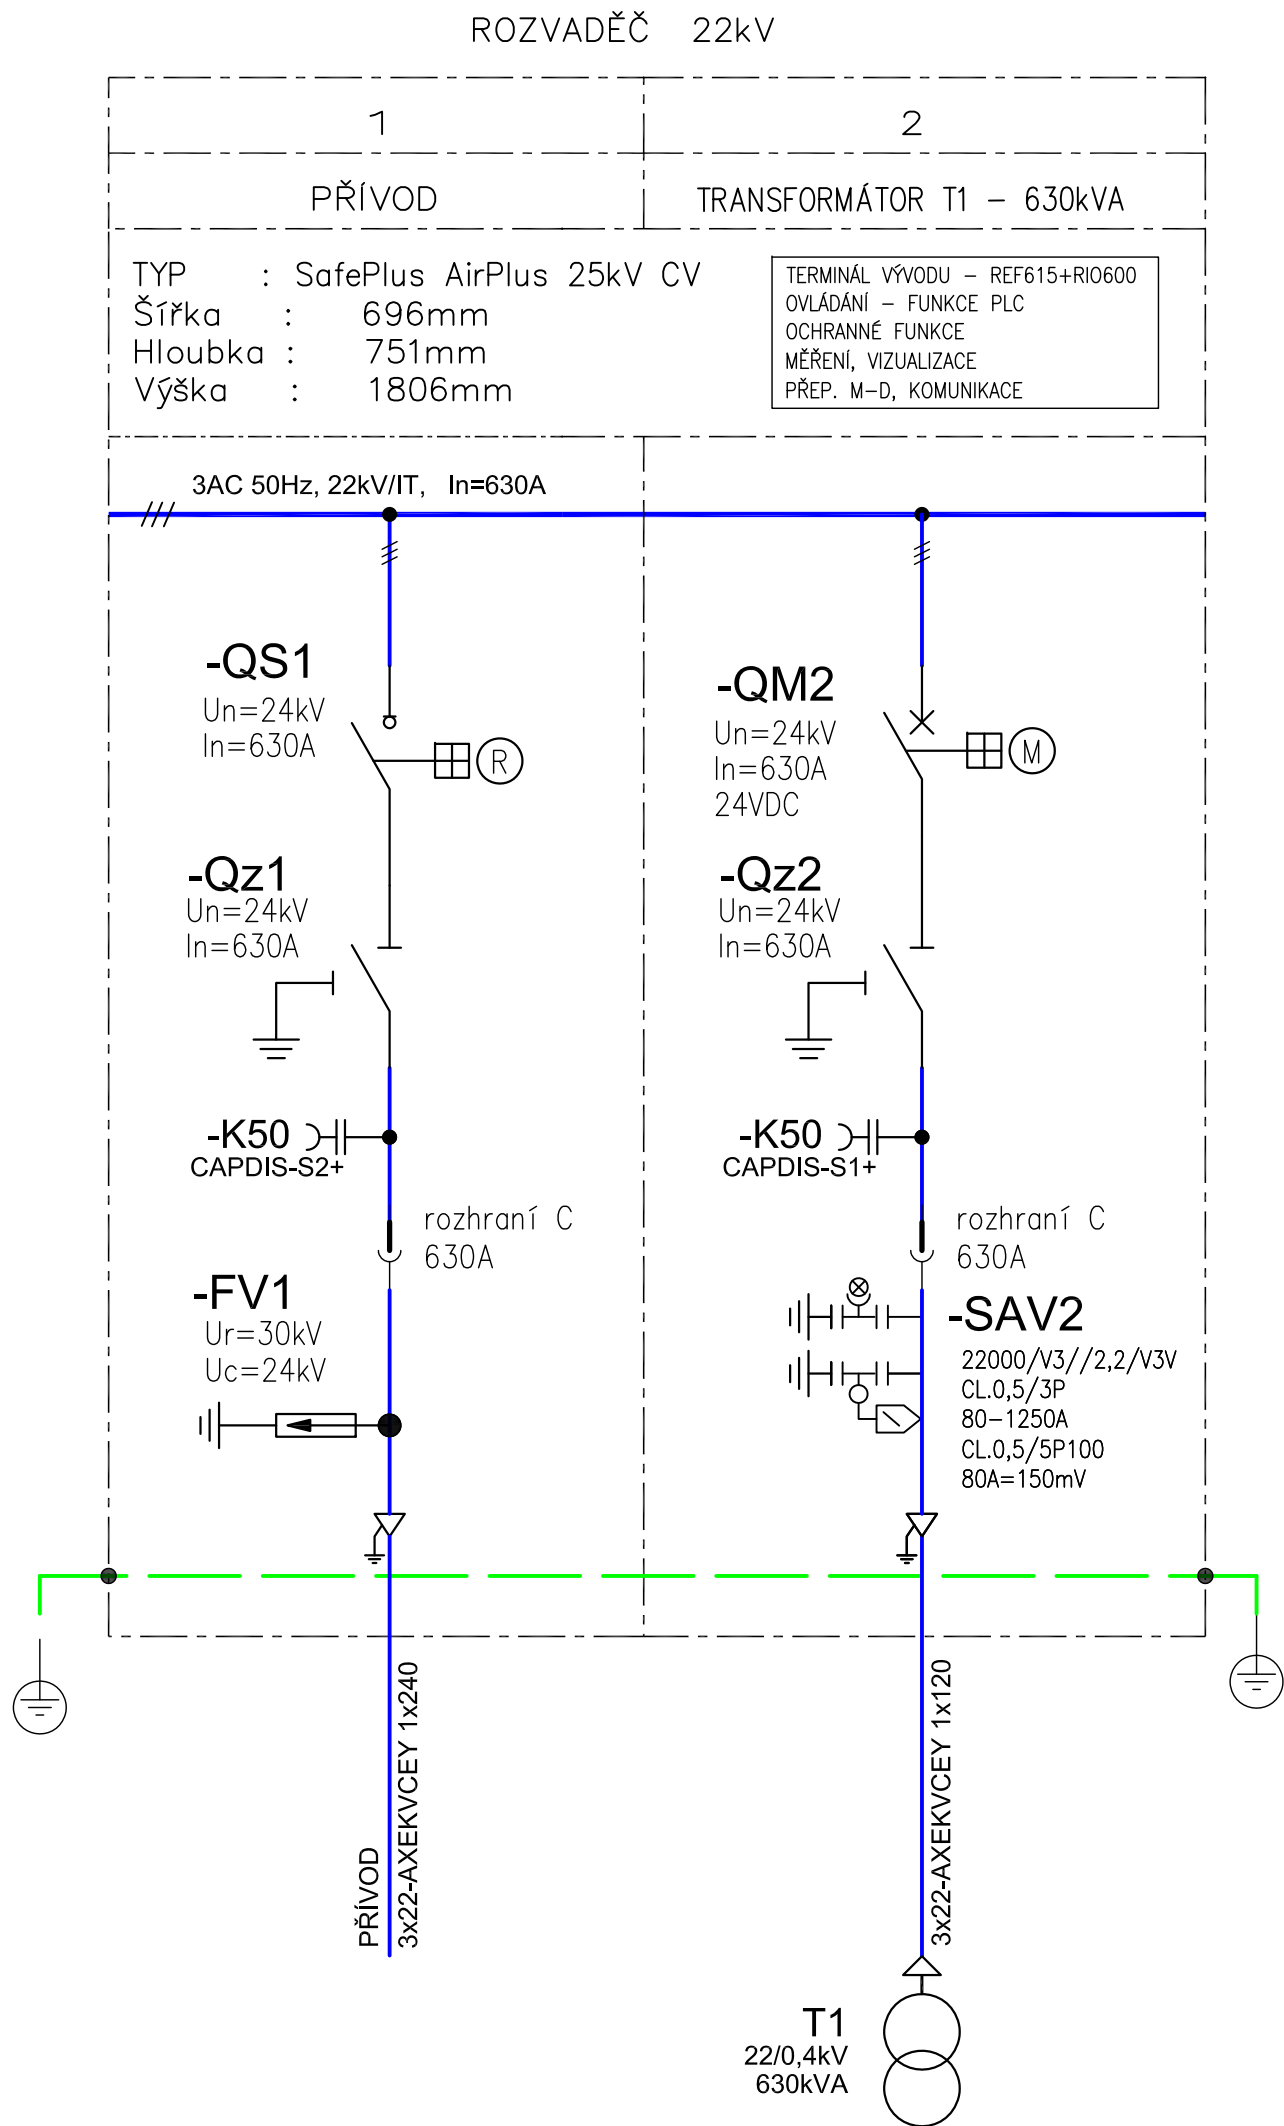 ROZVADĚČ 22kV
1
2
PŘÍVOD
TRANSFORMÁTOR T1 – 630kVA
TYP : SafePlus AirPlus 25kV CV
Šířka : 696mm
Hloubka : 751mm
Výška : 1806mm
TERMINÁL VÝVODU – REF615+RIO600
OVLÁDÁNÍ – FUNKCE PLC
OCHRANNÉ FUNKCE
MĚŘENÍ, VIZUALIZACE
PŘEP. M–D, KOMUNIKACE
3AC 50Hz, 22kV/IT, In=630A
-QS1
Un=24kV
In=630A
R
-QM2
Un=24kV
In=630A
24VDC
M
-Qz1
Un=24kV
In=630A
-Qz2
Un=24kV
In=630A
-K50
CAPDIS-S2+
-K50
CAPDIS-S1+
rozhraní C
630A
rozhraní C
630A
-FV1
Ur=30kV
Uc=24kV
-SAV2
22000/V3//2,2/V3V
CL.0,5/3P
80–1250A
CL.0,5/5P100
80A=150mV
PŘÍVOD
3x22-AXEKVCEY 1x240
3x22-AXEKVCEY 1x120
T1
22/0,4kV
630kVA